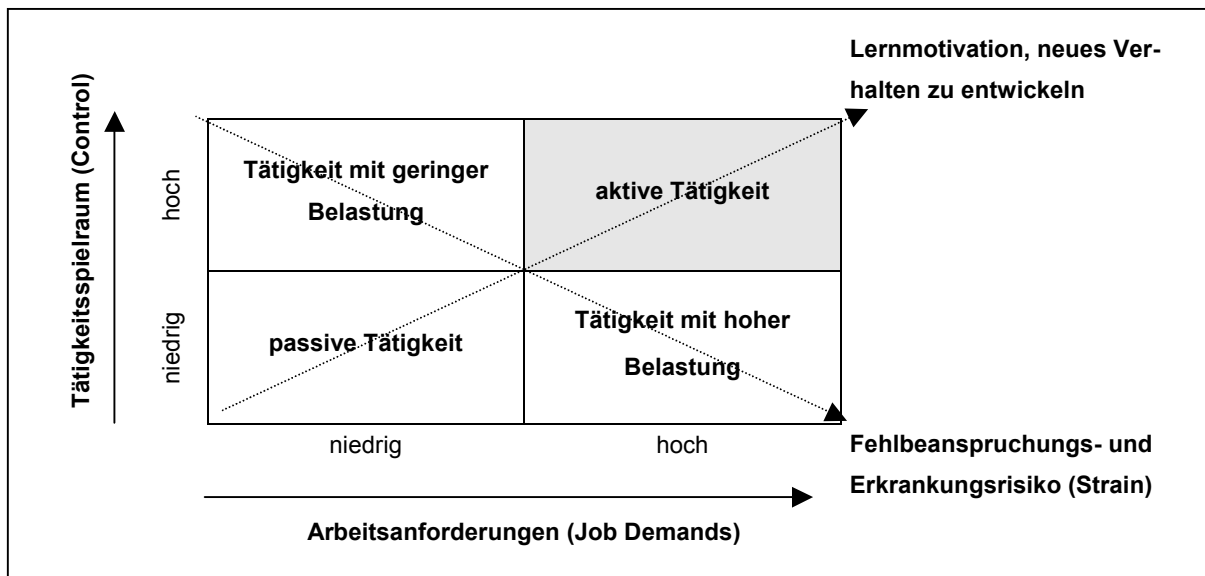 Lernmotivation, neues Ver-
halten zu entwickeln
Tätigkeitsspielraum (Control)
hoch
niedrig
Tätigkeit mit geringer
Belastung
aktive Tätigkeit
passive Tätigkeit
Tätigkeit mit hoher
Belastung
niedrig
hoch
Fehlbeanspruchungs- und
Erkrankungsrisiko (Strain)
Arbeitsanforderungen (Job Demands)